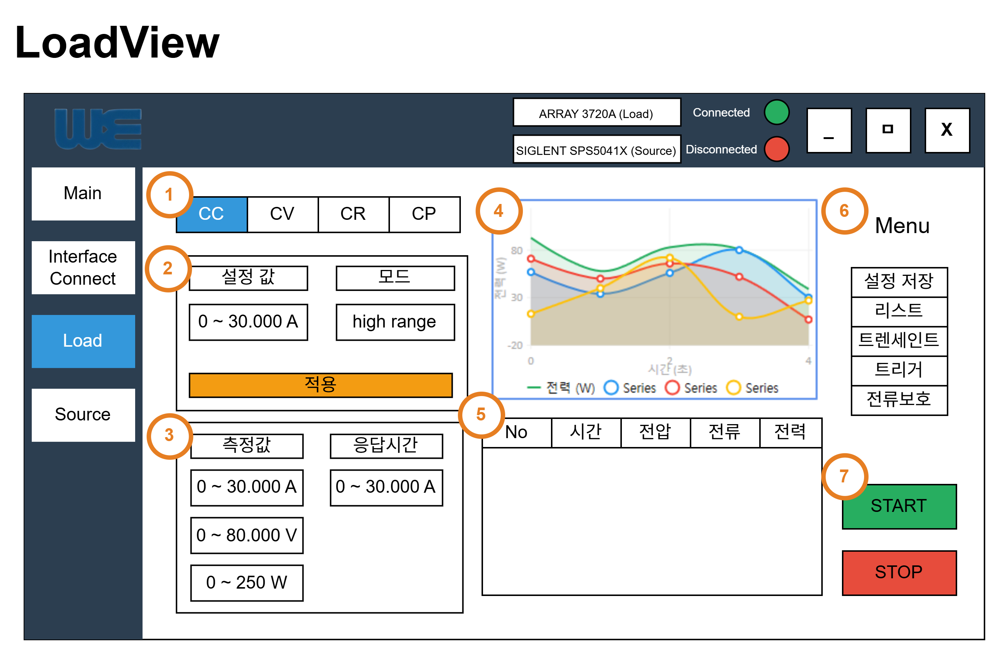 LoadView
WE
ARRAY 3720A (Load)
Connected
SIGLENT SPS5041X (Source)
Disconnected
_
X
Main
Interface
Connect
Load
Source
1
CC CV CR CP
2
설정 값 모드
0 ~ 30.000 A high range
적용
3
측정값 응답시간
0 ~ 30.000 A 0 ~ 30.000 A
0 ~ 80.000 V
0 ~ 250 W
4
전력 (W)
80
30
-20
0 2 4
시간 (초)
전력 (W) Series Series Series
5
No 시간 전압 전류 전력
6
Menu
설정 저장
리스트
트렌세인트
트리거
전류보호
7
START
STOP